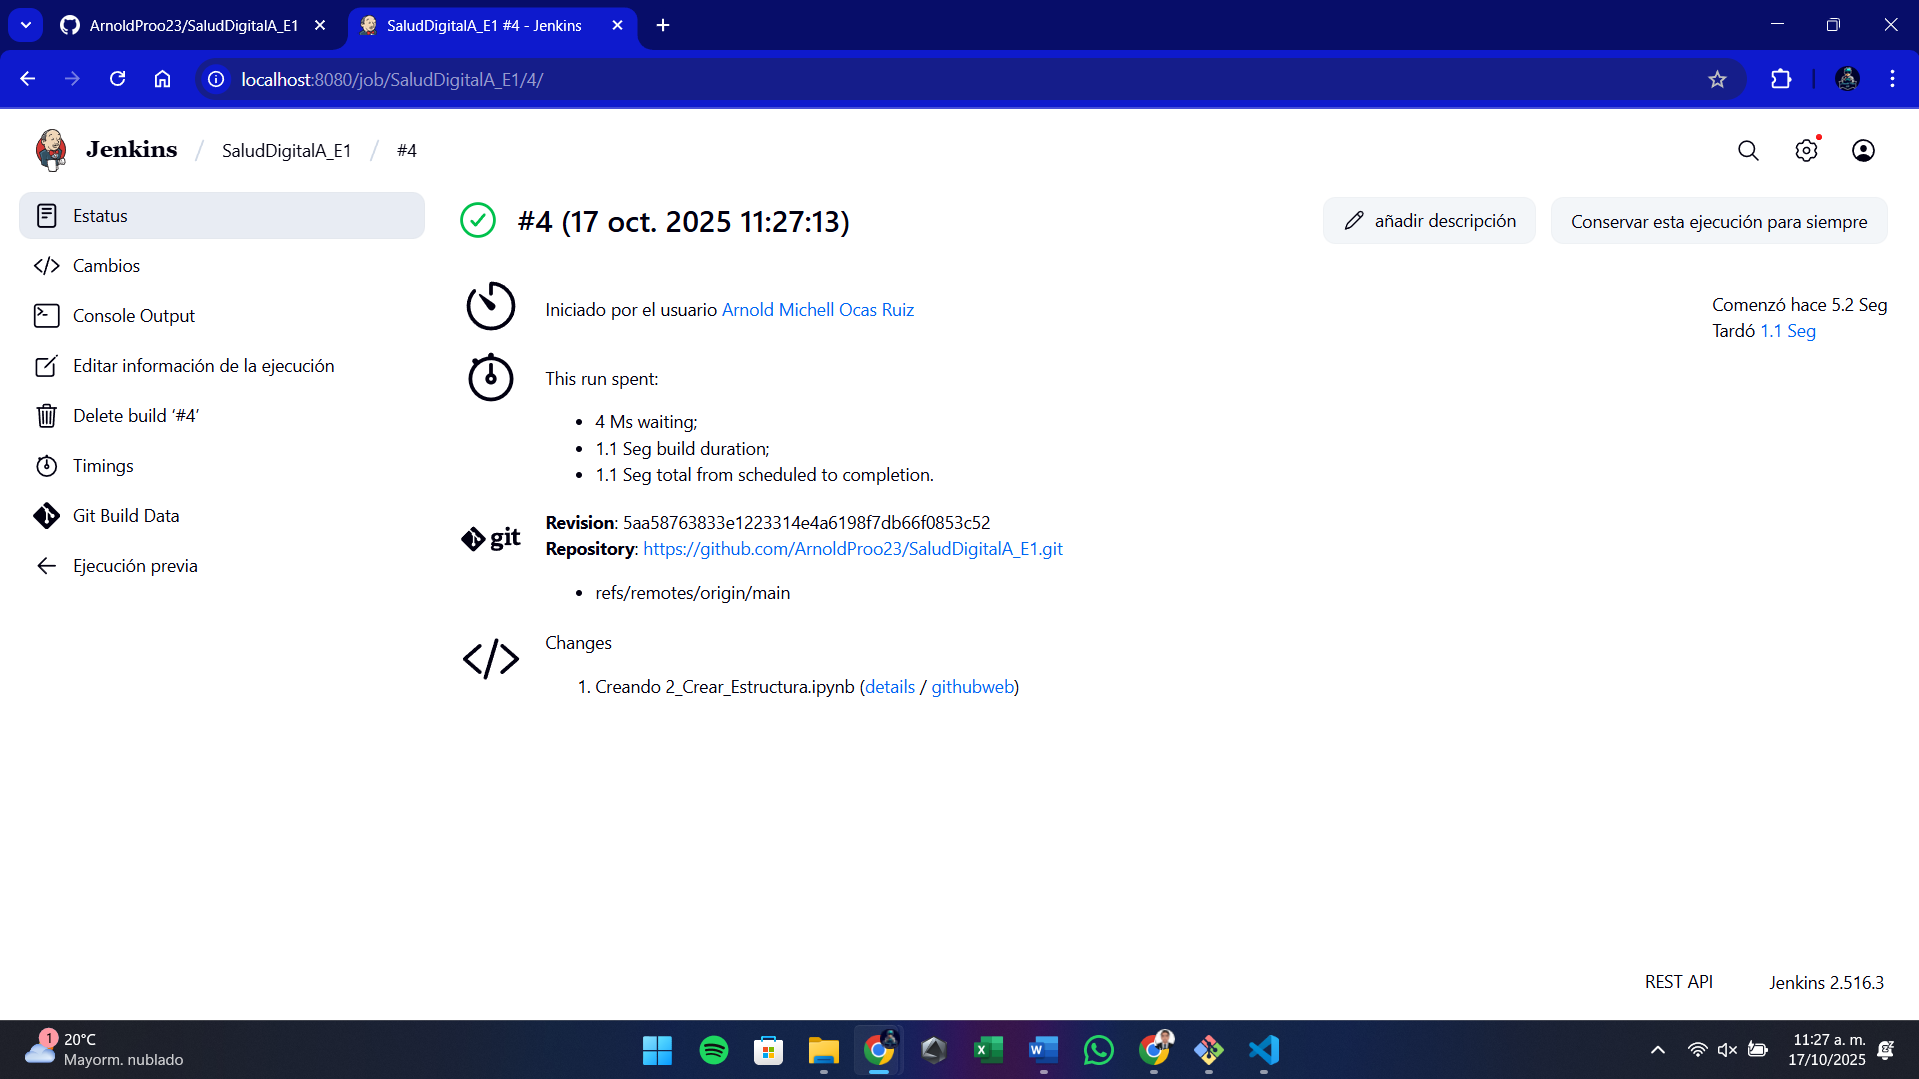 ArnoldProo23/SaludDigitalA_E1
SaludDigitalA_E1 #4 - Jenkins
localhost:8080/job/SaludDigitalA_E1/4/
Jenkins / SaludDigitalA_E1 / #4
Estatus
Cambios
Console Output
Editar información de la ejecución
Delete build ‘#4’
Timings
Git Build Data
Ejecución previa
#4 (17 oct. 2025 11:27:13)
añadir descripción
Conservar esta ejecución para siempre
Iniciado por el usuario Arnold Michell Ocas Ruiz
Comenzó hace 5.2 Seg
Tardó 1.1 Seg
This run spent:
• 4 Ms waiting;
• 1.1 Seg build duration;
• 1.1 Seg total from scheduled to completion.
git
Revision: 5aa58763833e1223314e4a6198f7db66f0853c52
Repository: https://github.com/ArnoldProo23/SaludDigitalA_E1.git
• refs/remotes/origin/main
Changes
1. Creando 2_Crear_Estructura.ipynb (details / githubweb)
REST API
Jenkins 2.516.3
1
20°C
Mayorm. nublado
11:27 a. m.
17/10/2025